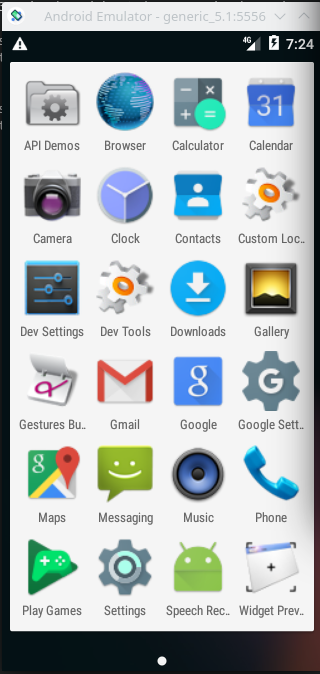 Android Emulator - generic_5.1:5556
4G 7:24
API Demos Browser Calculator Calendar
Camera Clock Contacts Custom Loc..
Dev Settings Dev Tools Downloads Gallery
Gestures Bu.. Gmail Google Google Sett..
Maps Messaging Music Phone
Play Games Settings Speech Rec.. Widget Prev..